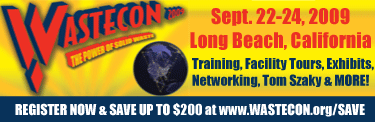 WASTECON 2009
THE POWER OF SOLID WASTE
Sept. 22-24, 2009
Long Beach, California
Training, Facility Tours, Exhibits,
Networking, Tom Szaky & MORE!
REGISTER NOW & SAVE UP TO $200 at www.WASTECON.org/SAVE